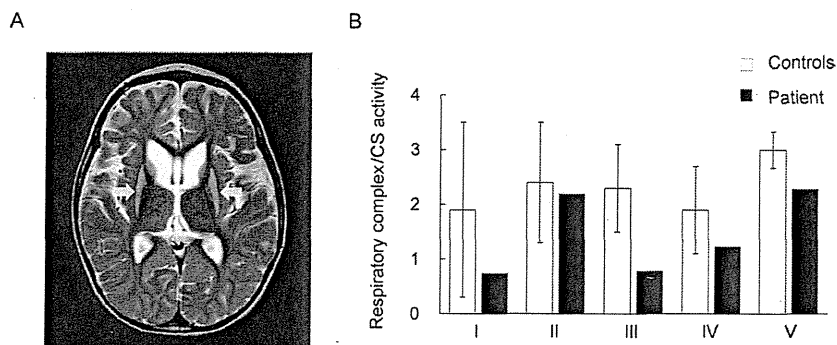 A
B
Controls
Patient
Respiratory complex/CS activity
4
3
2
1
0
I
II
III
IV
V